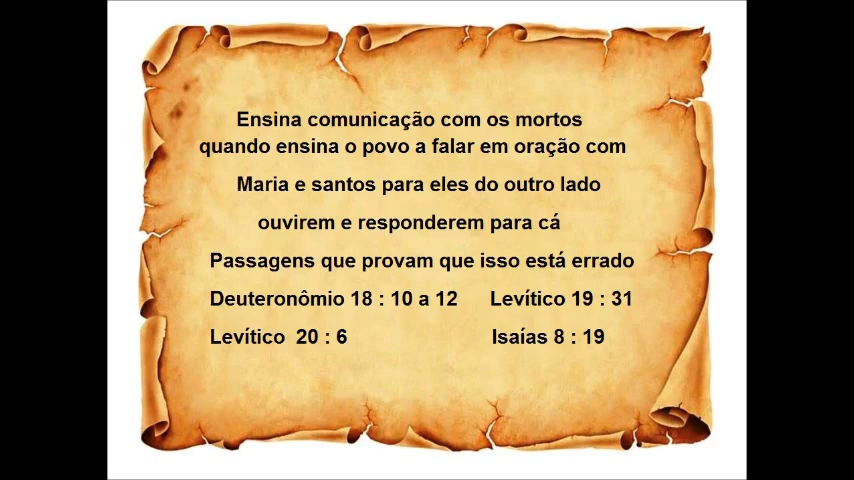 Ensina comunicação com os mortos
quando ensina o povo a falar em oração com
Maria e santos para eles do outro lado
ouvirem e responderem para cá
Passagens que provam que isso está errado
Deuteronômio 18 : 10 a 12 Levítico 19 : 31
Levítico 20 : 6 Isaías 8 : 19